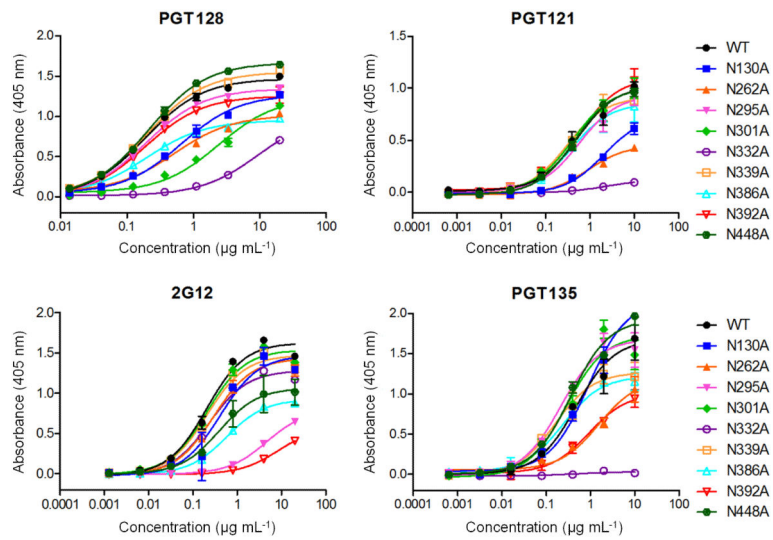 PGT128
PGT121
Absorbance (405 nm)
2.0
1.5
1.0
0.5
0.0
0.01
0.1
1
10
100
Concentration (µg mL⁻¹)
Absorbance (405 nm)
1.5
1.0
0.5
0.0
0.0001
0.001
0.01
0.1
1
10
100
Concentration (µg mL⁻¹)
WT
N130A
N262A
N295A
N301A
N332A
N339A
N386A
N392A
N448A
2G12
PGT135
Absorbance (405 nm)
2.0
1.5
1.0
0.5
0.0
0001
0.001
0.01
0.1
1
10
100
Concentration (µg mL⁻¹)
Absorbance (405 nm)
2.0
1.5
1.0
0.5
0.0
0.0001
0.001
0.01
0.1
1
10
100
Concentration (µg mL⁻¹)
WT
N130A
N262A
N295A
N301A
N332A
N339A
N386A
N392A
N448A